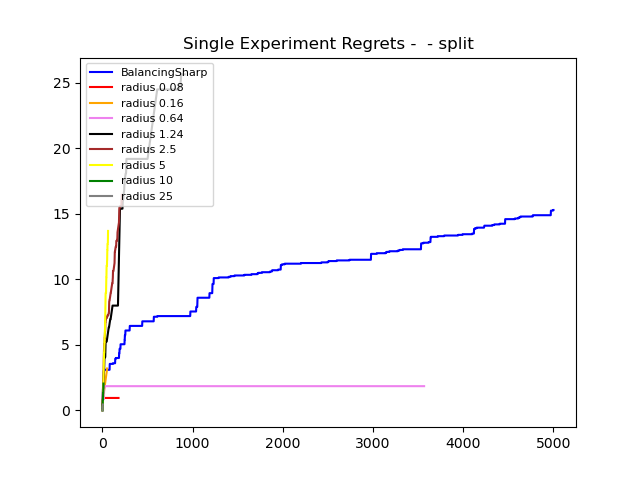 Single Experiment Regrets -  - split
BalancingSharp
radius 0.08
radius 0.16
radius 0.64
radius 1.24
radius 2.5
radius 5
radius 10
radius 25
25
20
15
10
5
0
0 1000 2000 3000 4000 5000